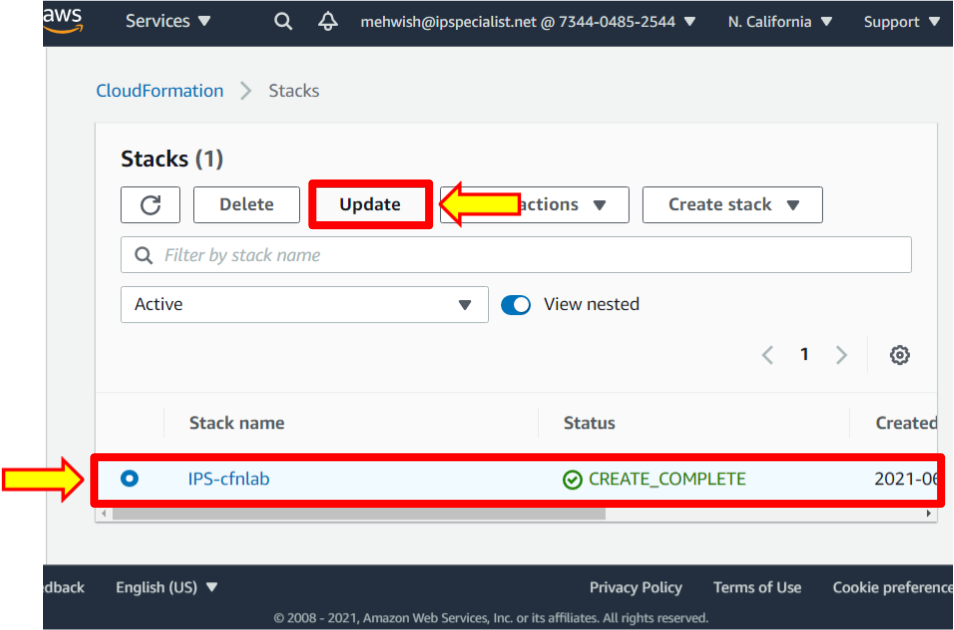 aws Services ▼ mehwish@ipspecialist.net @ 7344-0485-2544 ▼ N. California ▼ Support ▼
CloudFormation > Stacks
Stacks (1)
Delete Update actions ▼ Create stack ▼
Filter by stack name
Active ▼ View nested
< 1 >
Stack name Status Created
IPS-cfnlab CREATE_COMPLETE 2021-06
edback English (US) ▼ Privacy Policy Terms of Use Cookie preference
© 2008 - 2021, Amazon Web Services, Inc. or its affiliates. All rights reserved.